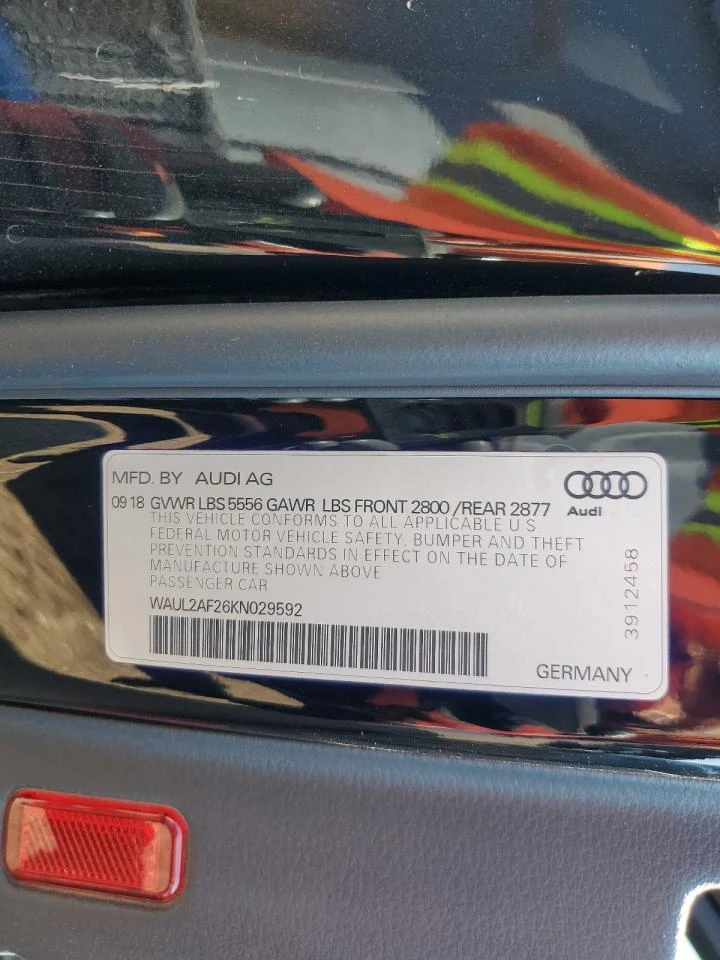 MFD. BY AUDI AG
Audi
09 18 GVWR LBS 5556 GAWR LBS FRONT 2800 /REAR 2877
THIS VEHICLE CONFORMS TO ALL APPLICABLE U.S.
FEDERAL MOTOR VEHICLE SAFETY, BUMPER AND THEFT
PREVENTION STANDARDS IN EFFECT ON THE DATE OF
MANUFACTURE SHOWN ABOVE
PASSENGER CAR
WAUL2AF26KN029592
3912458
GERMANY